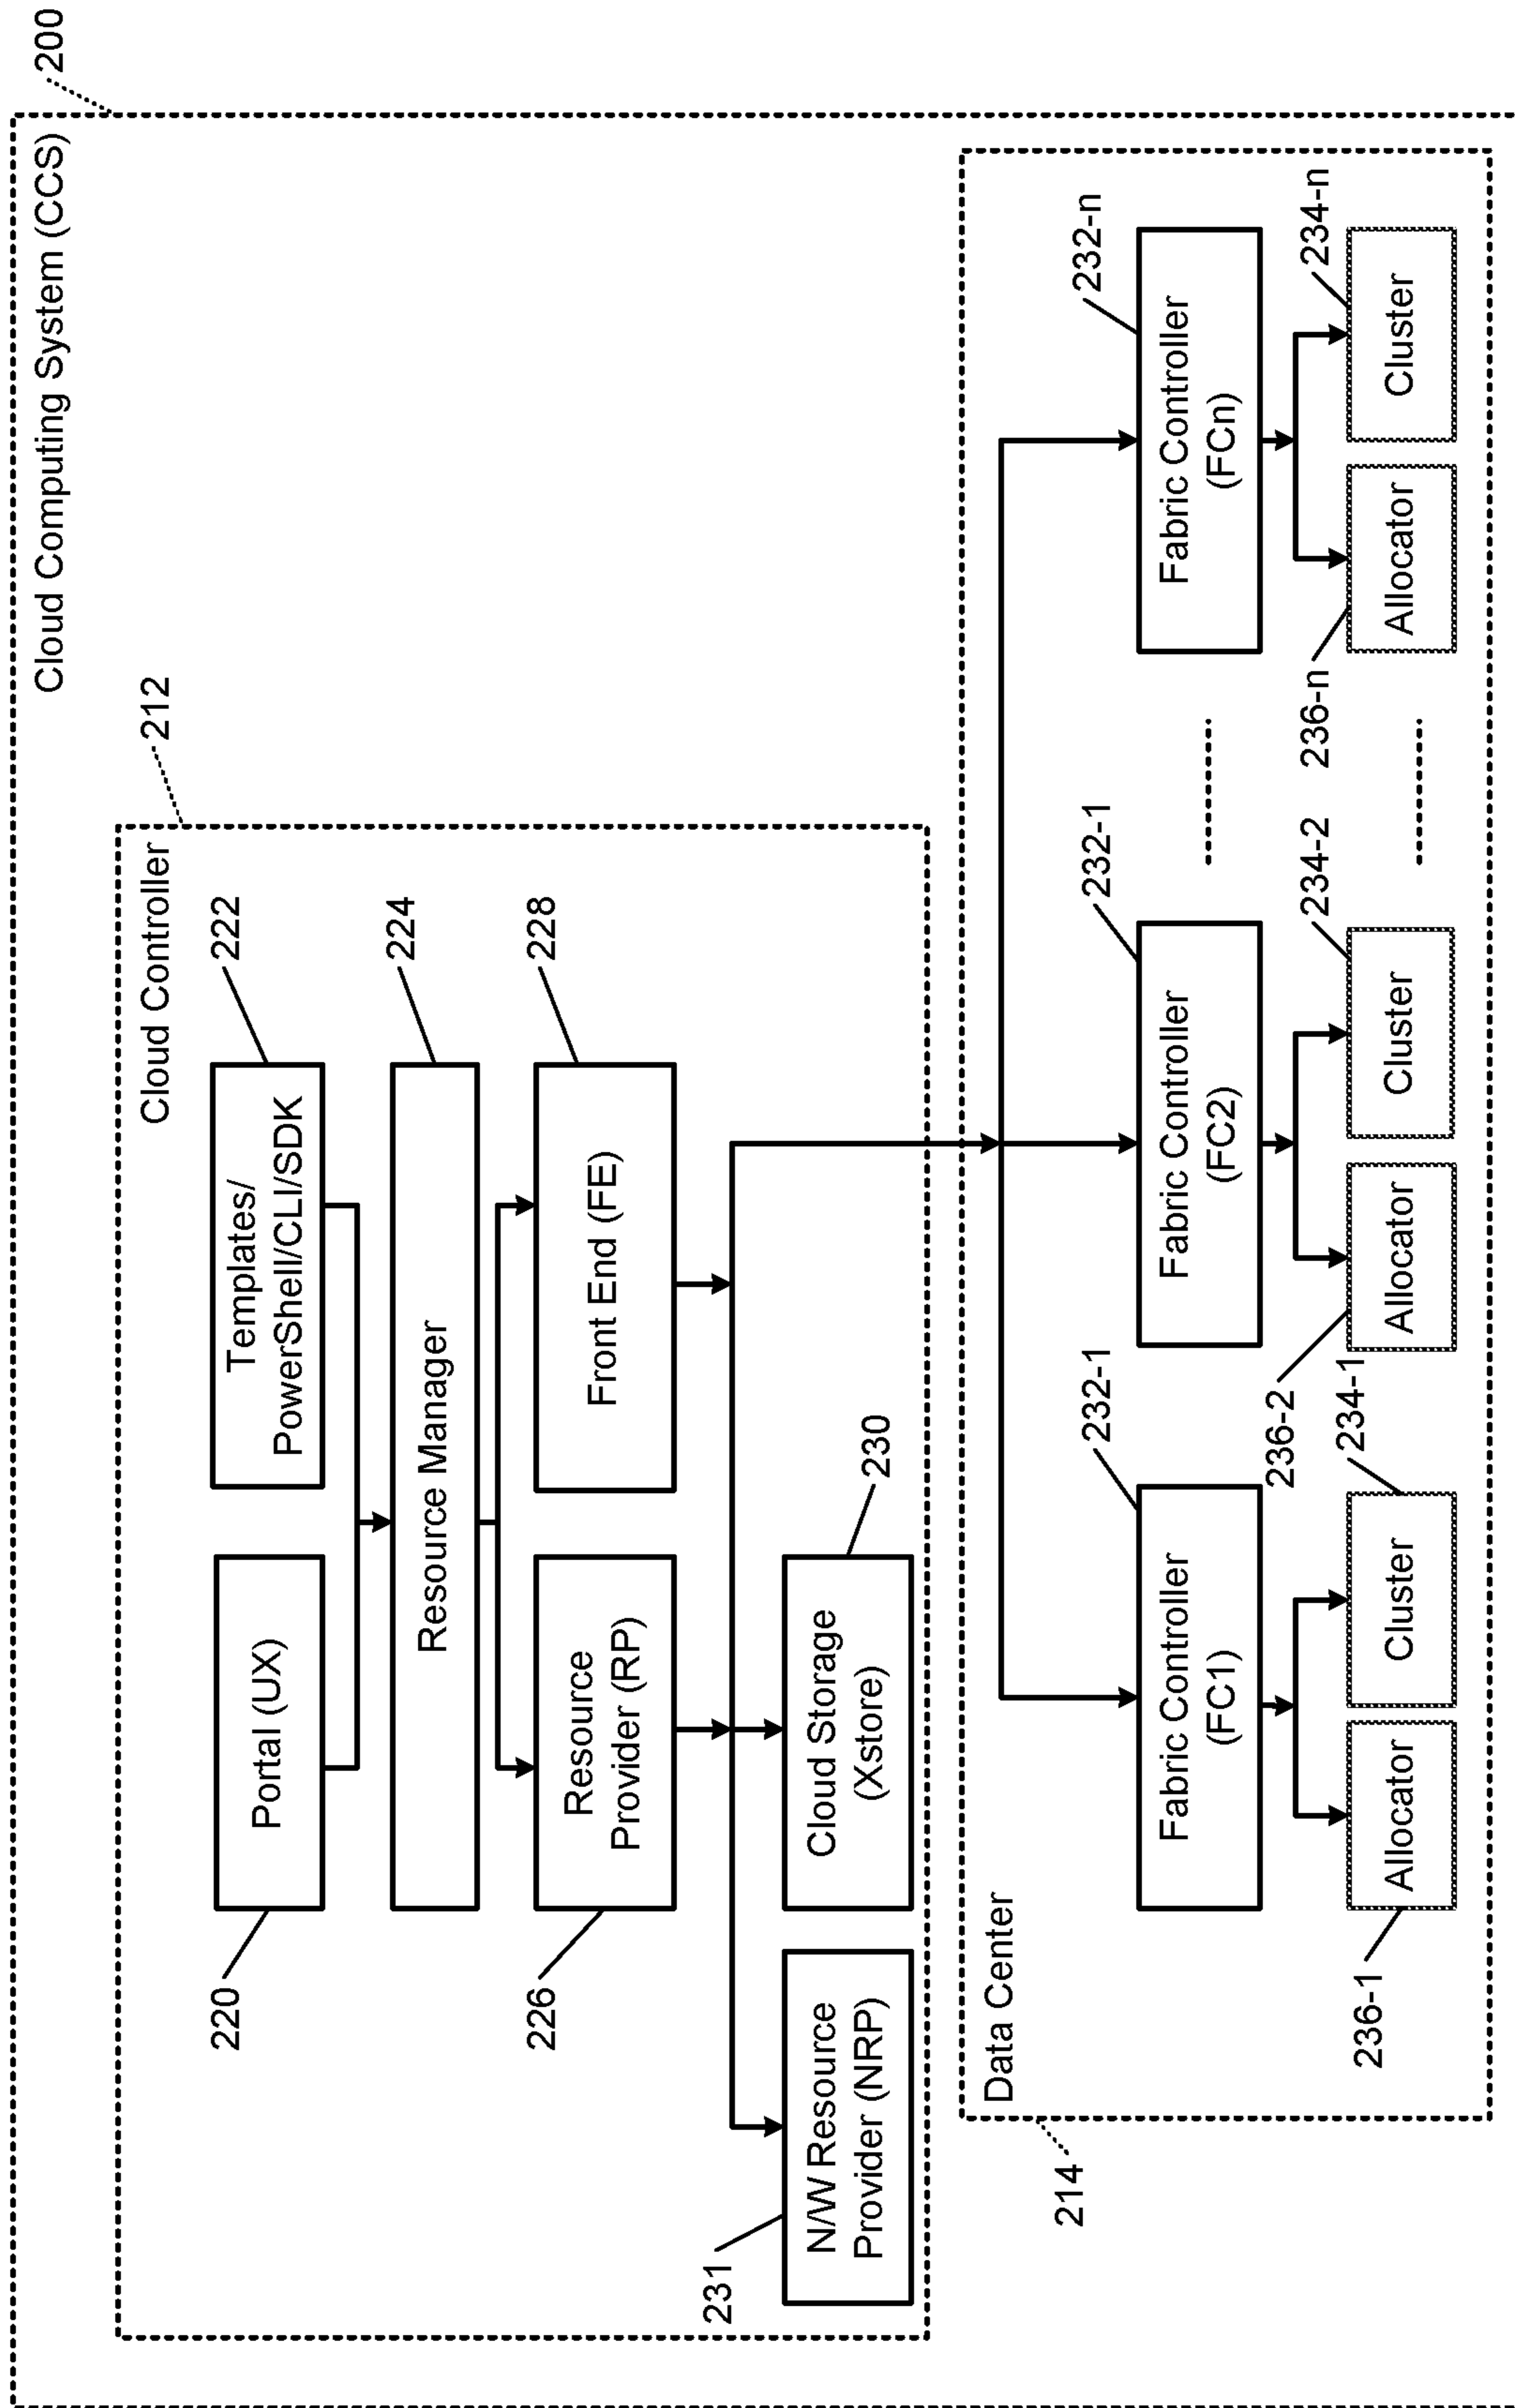 200
Cloud Computing System (CCS)
212
Cloud Controller
220
Portal (UX)
Templates/
PowerShell/CLI/SDK
222
Resource Manager
224
226
Resource
Provider (RP)
Front End (FE)
228
231
N/W Resource
Provider (NRP)
Cloud Storage
(Xstore)
230
214
Data Center
Fabric Controller
(FC1)
232-1
Fabric Controller
(FC2)
232-1
Fabric Controller
(FCn)
232-n
236-1
Allocator
Cluster
234-1
236-2
Allocator
Cluster
234-2
236-n
Allocator
Cluster
234-n